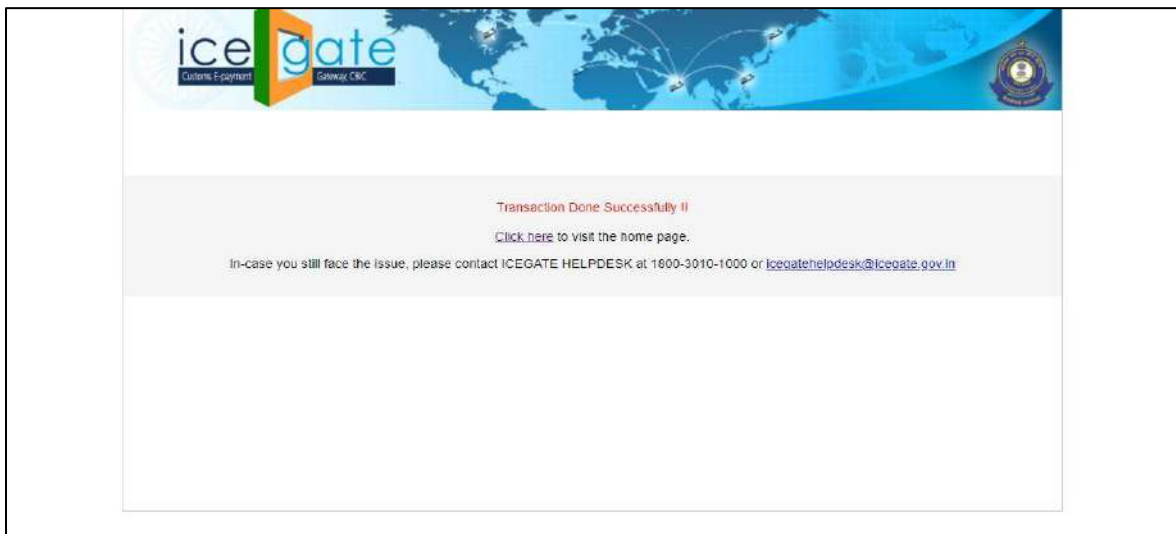 ice gate
Customs E-payment Gateway, CBIC
Transaction Done Successfully !!
Click here to visit the home page.
In-case you still face the issue, please contact ICEGATE HELPDESK at 1800-3010-1000 or icegatehelpdesk@icegate.gov.in